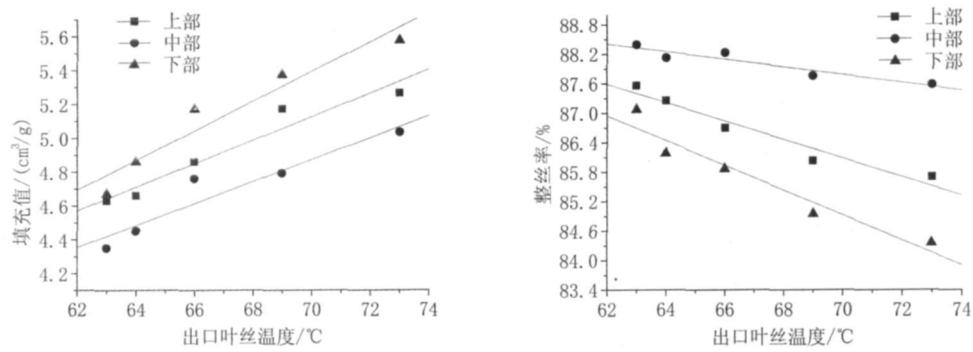 上部
中部
下部
5.6
5.4
5.2
5.0
4.8
4.6
4.4
4.2
填充值/(cm³/g)
62 64 66 68 70 72 74
出口叶丝温度/℃
上部
中部
下部
88.8
88.2
87.6
87.0
86.4
85.8
85.2
84.6
84.0
83.4
整丝率/%
62 64 66 68 70 72 74
出口叶丝温度/℃